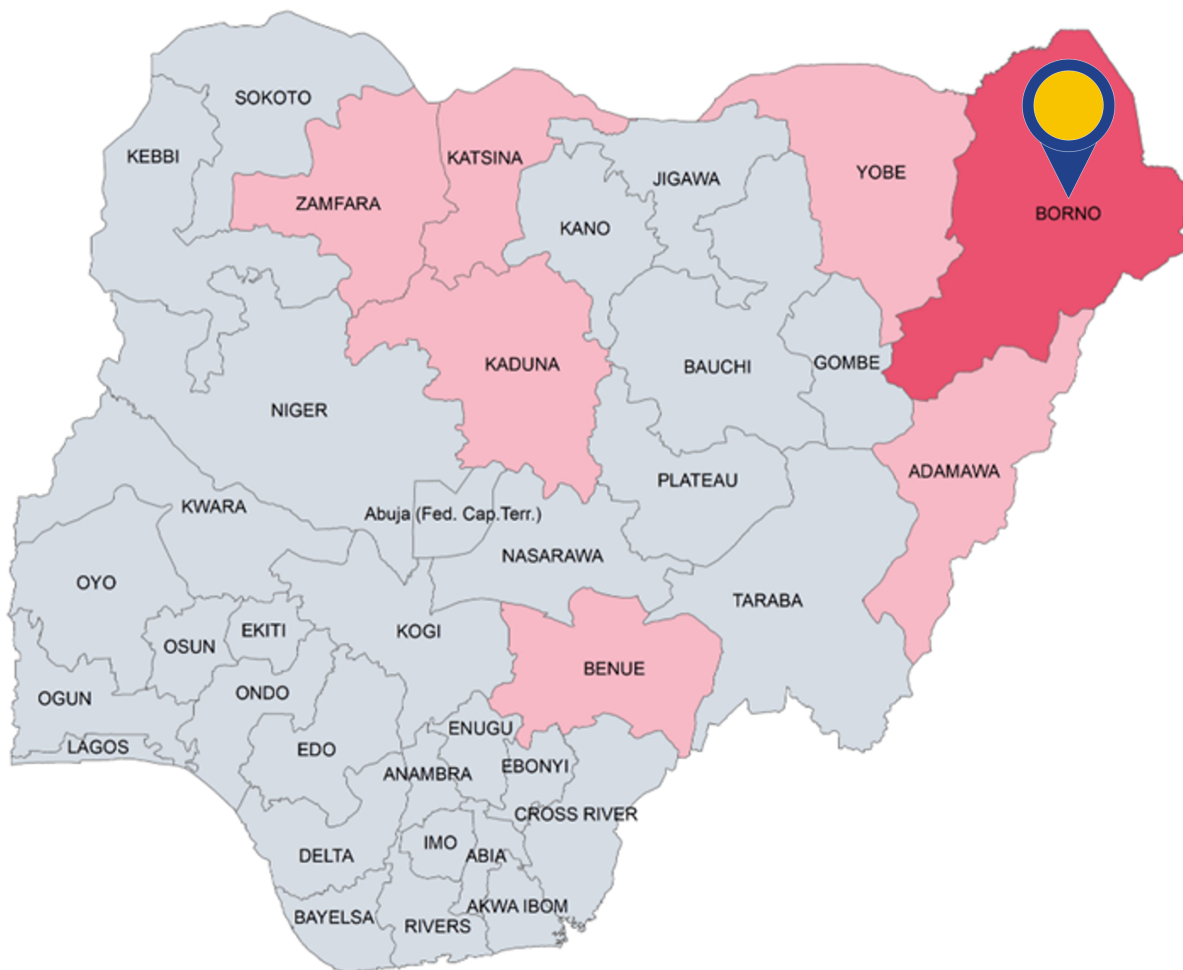 SOKOTO
KEBBI
KATSINA
YOBE
JIGAWA
ZAMFARA
BORNO
KANO
KADUNA
GOMBE
BAUCHI
NIGER
ADAMAWA
PLATEAU
KWARA
Abuja (Fed. Cap.Terr.)
NASARAWA
OYO
TARABA
EKITI
KOGI
OSUN
BENUE
ONDO
OGUN
ENUGU
LAGOS
EDO
EBONYI
ANAMBRA
CROSS RIVER
IMO
DELTA
ABIA
AKWA IBOM
BAYELSA
RIVERS